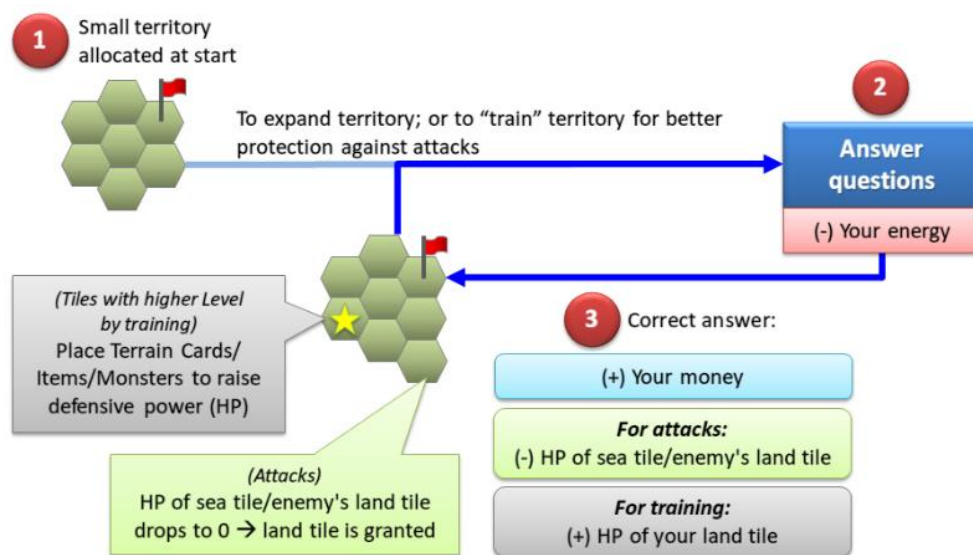 1
Small territory
allocated at start
To expand territory; or to “train” territory for better
protection against attacks
2
Answer
questions
(-) Your energy
(Tiles with higher Level
by training)
Place Terrain Cards/
Items/Monsters to raise
defensive power (HP)
(Attacks)
HP of sea tile/enemy's land tile
drops to 0 → land tile is granted
3
Correct answer:
(+) Your money
For attacks:
(-) HP of sea tile/enemy's land tile
For training:
(+) HP of your land tile